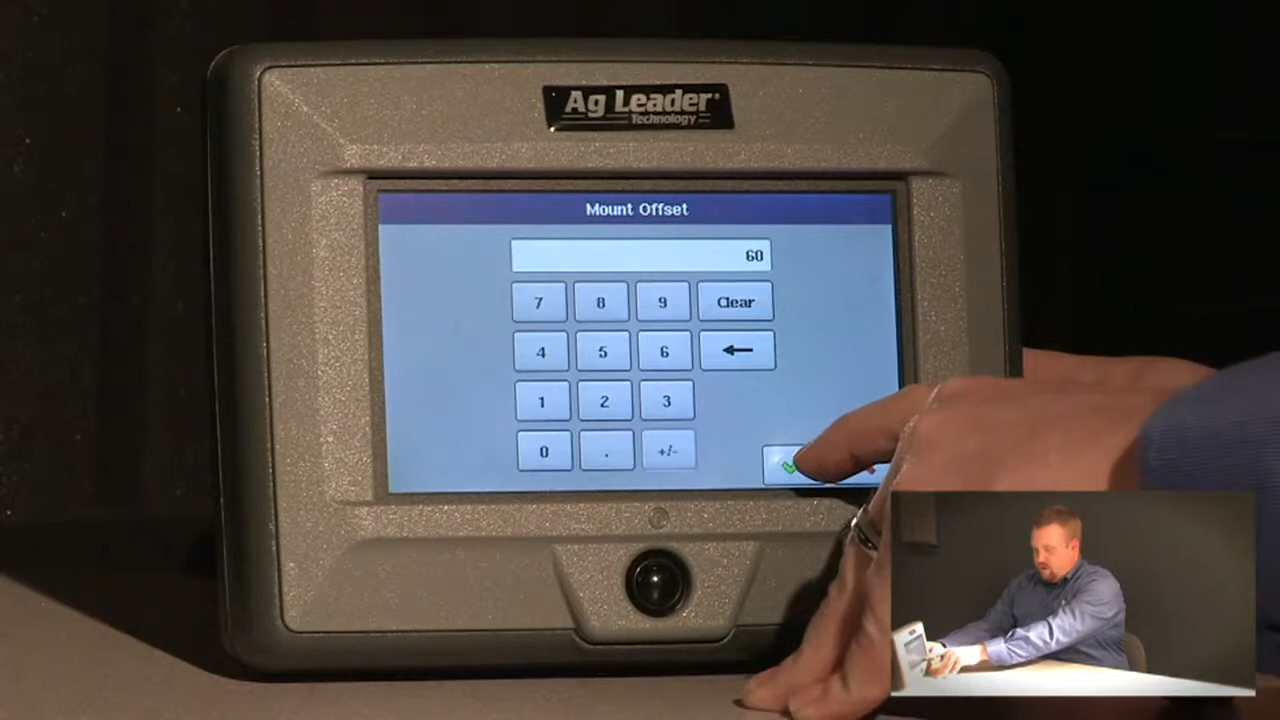 Ag Leader
Technology
Mount Offset
60
7 8 9 Clear
4 5 6
1 2 3
0 . +/-